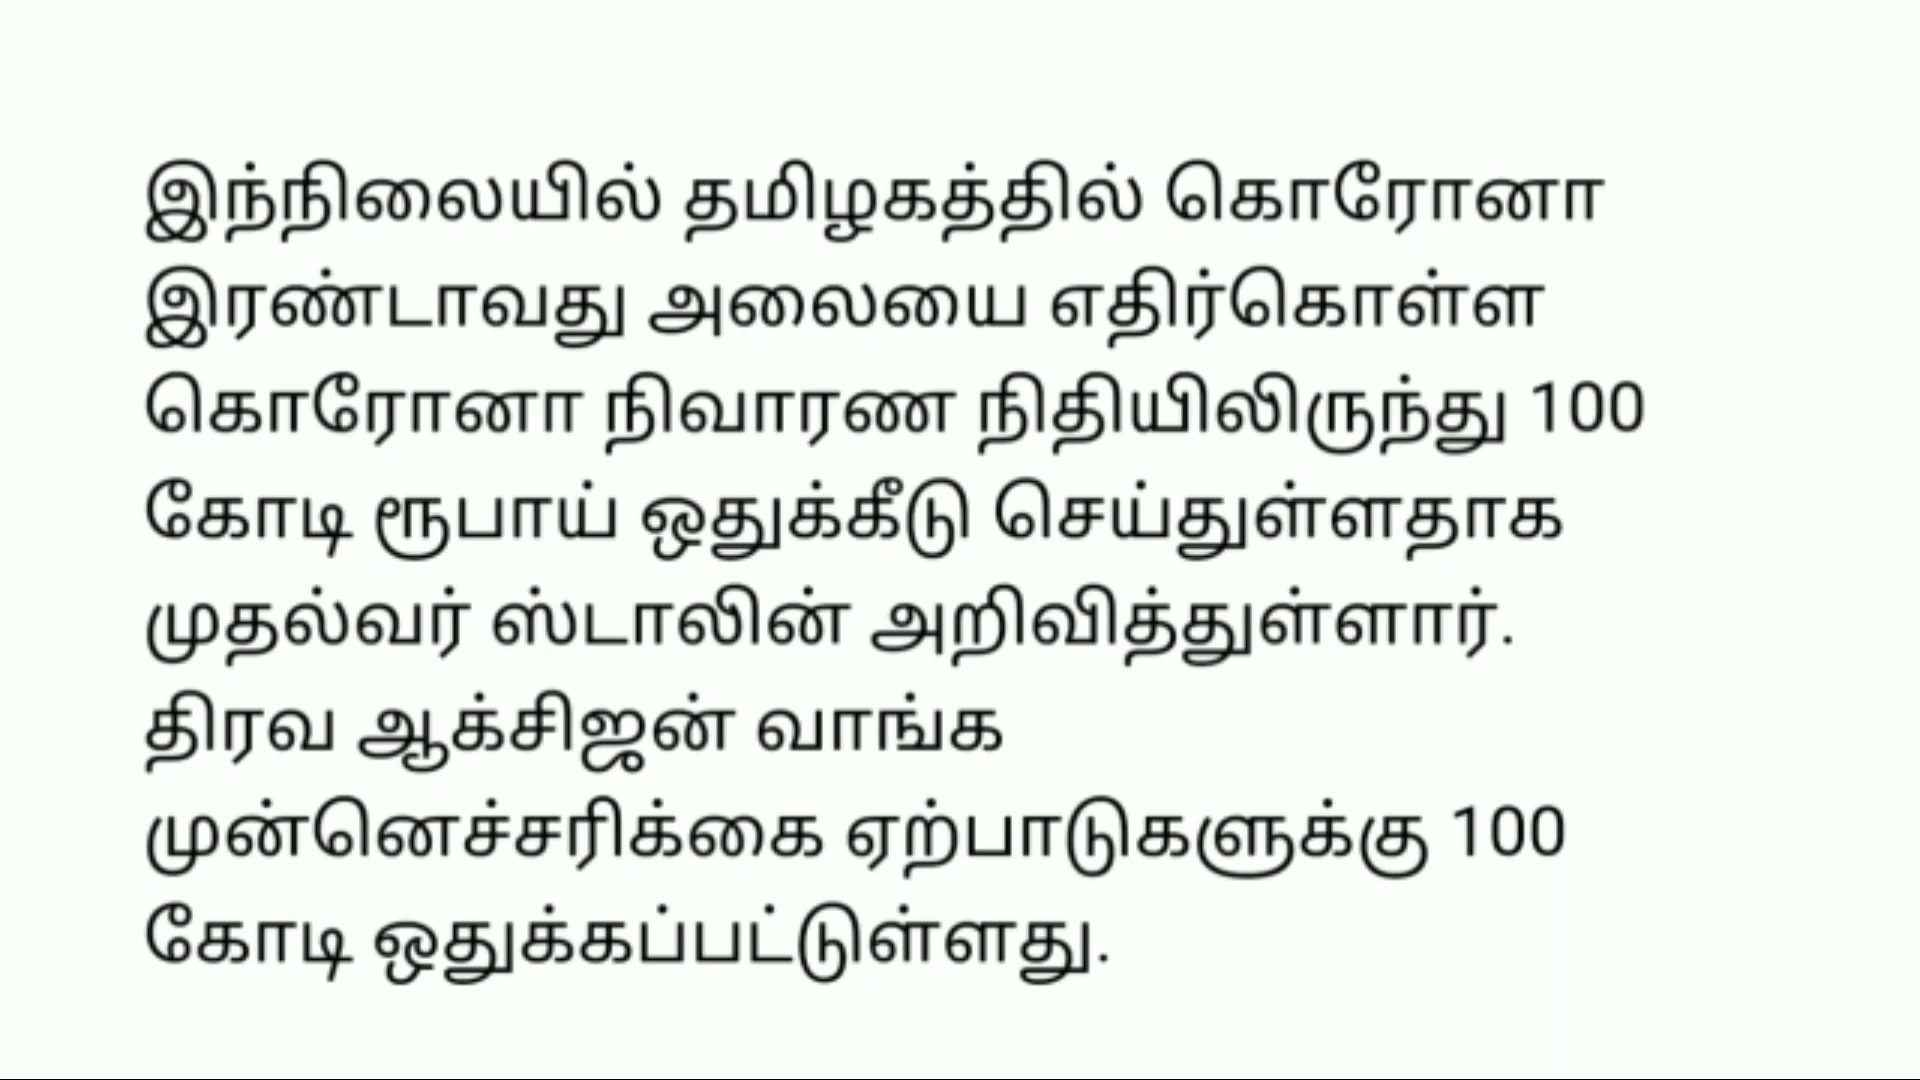 இந்நிலையில் தமிழகத்தில் கொரோனா
இரண்டாவது அலையை எதிர்கொள்ள
கொரோனா நிவாரண நிதியிலிருந்து 100
கோடி ரூபாய் ஒதுக்கீடு செய்துள்ளதாக
முதல்வர் ஸ்டாலின் அறிவித்துள்ளார்.
திரவ ஆக்சிஜன் வாங்க
முன்னெச்சரிக்கை ஏற்பாடுகளுக்கு 100
கோடி ஒதுக்கப்பட்டுள்ளது.